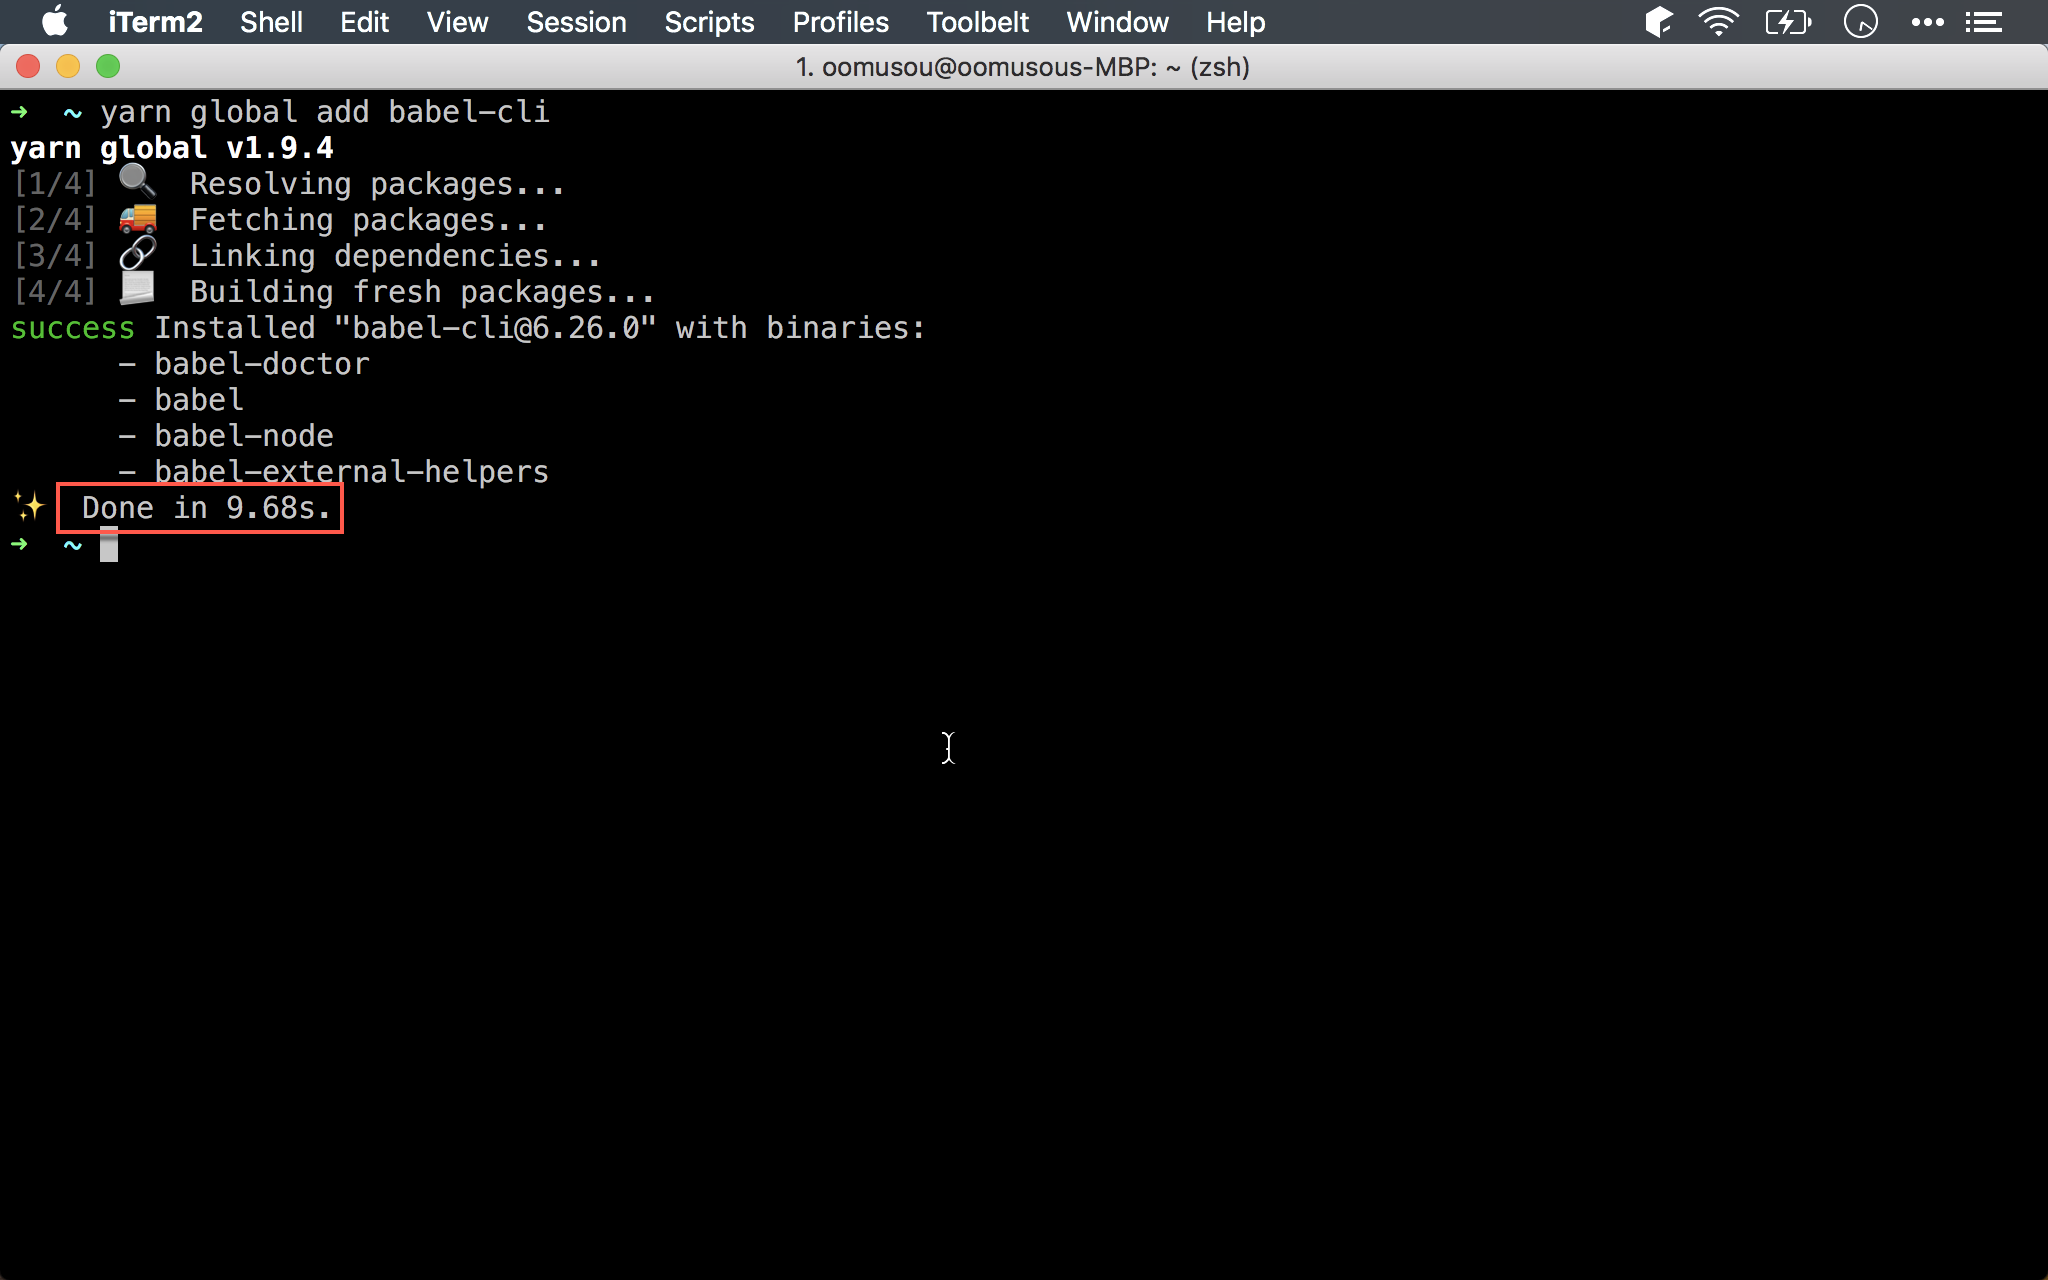 iTerm2 Shell Edit View Session Scripts Profiles Toolbelt Window Help
1. oomusou@oomusous-MBP: ~ (zsh)
➜ ~ yarn global add babel-cli
yarn global v1.9.4
[1/4] 🔍 Resolving packages...
[2/4] 🚚 Fetching packages...
[3/4] 🔗 Linking dependencies...
[4/4] 📃 Building fresh packages...
success Installed "babel-cli@6.26.0" with binaries:
- babel-doctor
- babel
- babel-node
- babel-external-helpers
✨ Done in 9.68s.
➜ ~